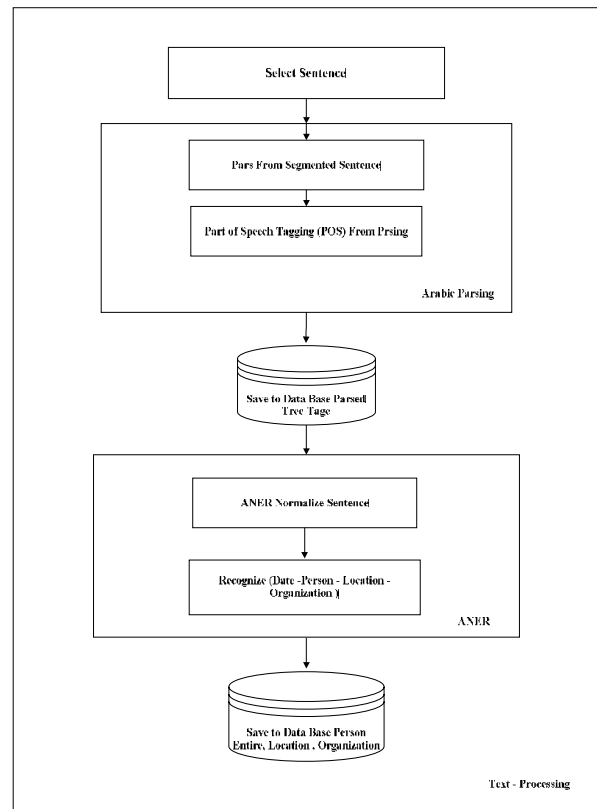 Select Sentence
Pars From Segmented Sentence
Part of Speech Tagging (POS) From Prsing
Arabic Parsing
Save to Data Base Parsed
Tree Tage
ANER Normalize Sentence
Recognize (Date -Person - Location -
Organization )
ANER
Save to Data Base Person
Entire, Location , Organization
Text - Processing